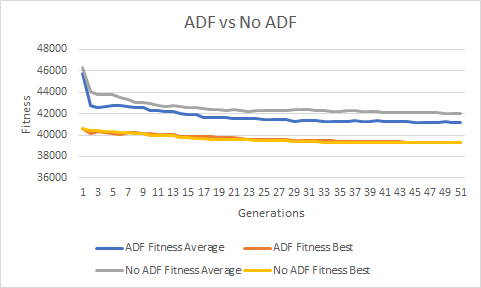 ADF vs No ADF
48000
46000
44000
42000
40000
38000
36000
Fitness
1 3 5 7 9 11 13 15 17 19 21 23 25 27 29 31 33 35 37 39 41 43 45 47 49 51
Generations
ADF Fitness Average ADF Fitness Best
No ADF Fitness Average No ADF Fitness Best